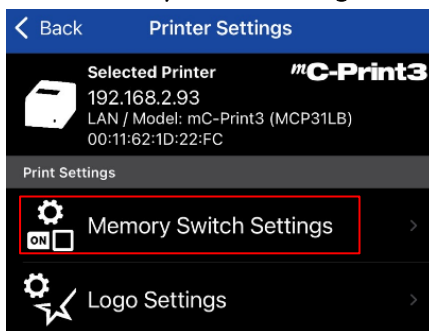 Back Printer Settings
Selected Printer mC-Print3
192.168.2.93
LAN / Model: mC-Print3 (MCP31LB)
00:11:62:1D:22:FC
Print Settings
ON Memory Switch Settings
Logo Settings